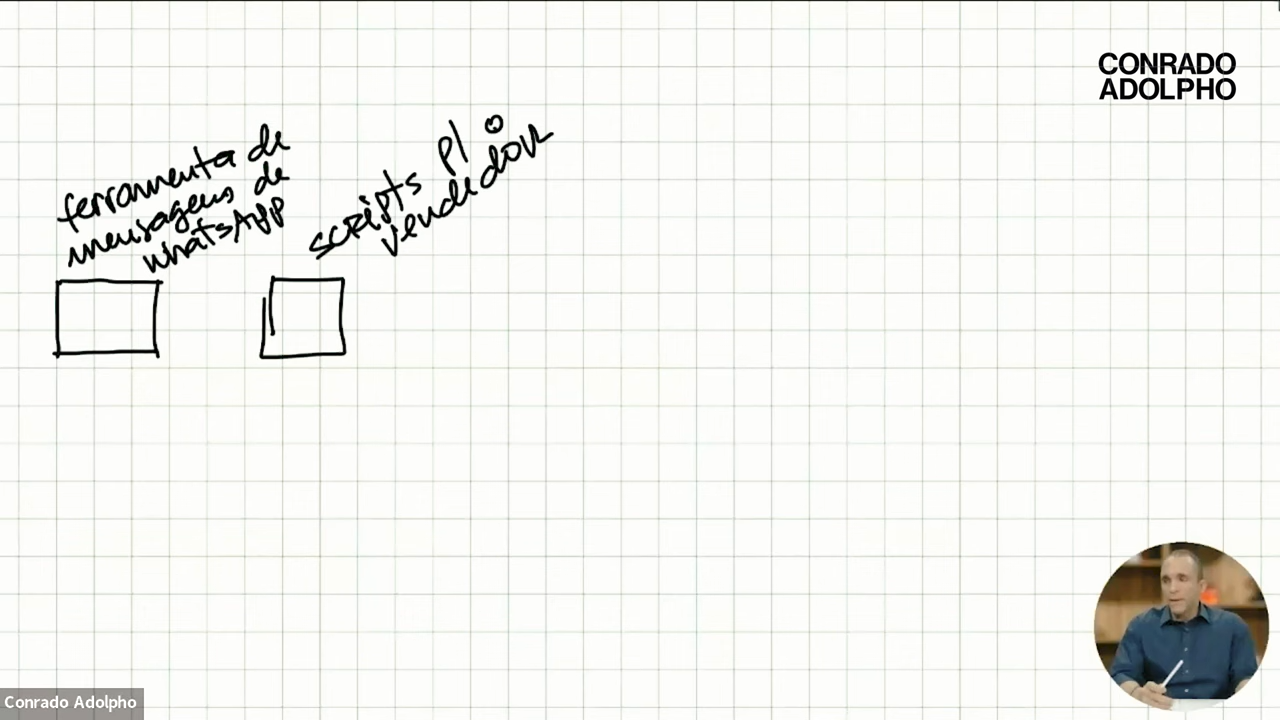 CONRADO
ADOLPHO
ferramenta de
mensagens de
whatsApp
scripts p/ o
vendedor
Conrado Adolpho